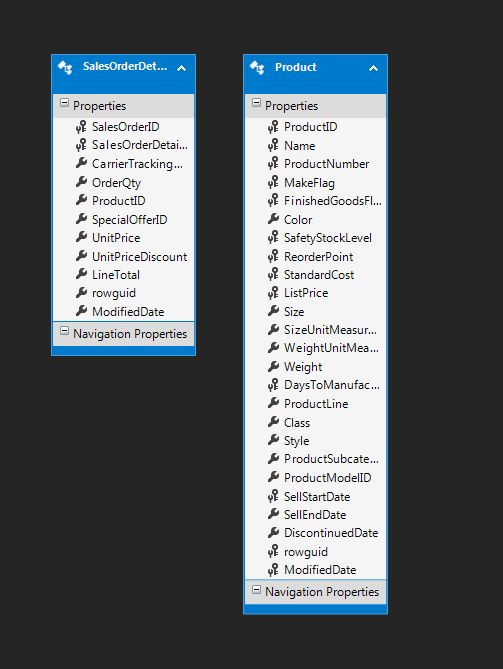 SalesOrderDet...
Properties
SalesOrderID
SalesOrderDetai...
CarrierTracking...
OrderQty
ProductID
SpecialOfferID
UnitPrice
UnitPriceDiscount
LineTotal
rowguid
ModifiedDate
Navigation Properties
Product
Properties
ProductID
Name
ProductNumber
MakeFlag
FinishedGoodsFl...
Color
SafetyStockLevel
ReorderPoint
StandardCost
ListPrice
Size
SizeUnitMeasur...
WeightUnitMea...
Weight
DaysToManufac...
ProductLine
Class
Style
ProductSubcate...
ProductModelID
SellStartDate
SellEndDate
DiscontinuedDate
rowguid
ModifiedDate
Navigation Properties